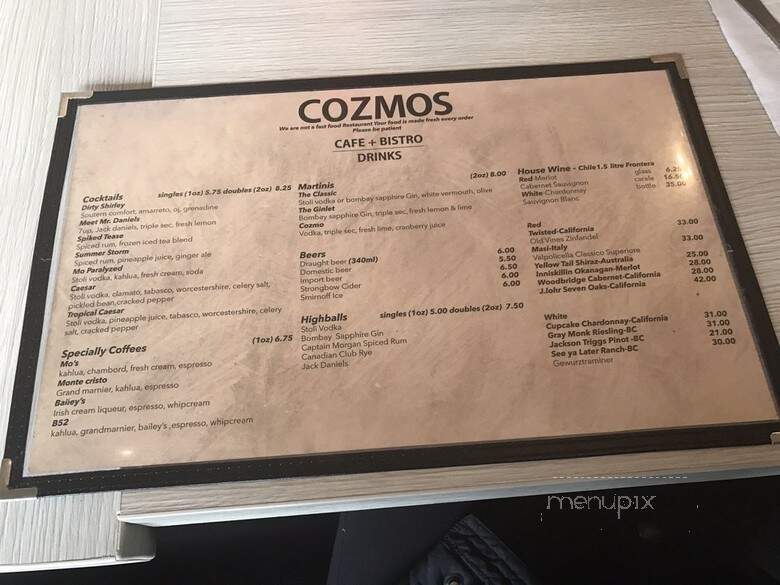 COZMOS
We are not a fast food Restaurant Your food is made fresh every order
Please be patient
CAFE + BISTRO
DRINKS
Cocktails singles (1oz) 5.75 doubles (2oz) 8.25
Dirty Shirley
Soutern comfort, amarreto, oj, grenadine
Meet Mr. Daniels
7up, Jack daniels, triple sec, fresh lemon
Spiked Tease
Spiced rum, frozen iced tea blend
Summer Storm
Spiced rum, pineapple juice, ginger ale
Mo Paralyzed
Stoli vodka, kahlua, fresh cream, soda
Caesar
Stoli vodka, clamato, tabasco, worcestershire, celery salt,
pickled bean,cracked pepper
Tropical Caesar
Stoli vodka, pineapple juice, tabasco, worcestershire, celery
salt, cracked pepper
Specially Coffees (1oz) 6.75
Mo's
kahlua, chambord, fresh cream, espresso
Monte cristo
Grand marnier, kahlua, espresso
Bailey's
Irish cream liqueur, espresso, whipcream
B52
kahlua, grandmarnier, bailey's ,espresso, whipcream
Martinis (2oz) 8.00
The Classic
Stoli vodka or bombay sapphire Gin, white vermouth, olive
The Ginlet
Bombay sapphire Gin, triple sec, fresh lemon & lime
Cozmo
Vodka, triple sec, fresh lime, cranberry juice
Beers
Draught beer (340ml) 6.00
Domestic beer 5.50
Import beer 6.50
Strongbow Cider 6.00
Smirnoff Ice 6.00
Highballs singles (1oz) 5.00 doubles (2oz) 7.50
Stoli Vodka
Bombay Sapphire Gin
Captain Morgan Spiced Rum
Canadian Club Rye
Jack Daniels
House Wine - Chile1.5 litre Frontera
Red Merlot glass 6.25
Cabernet Sauvignon carafe 16.50
White Chardonnay bottle 35.00
Sauvignon Blanc
Red
Twisted-California 33.00
Old Vines Zinfandel
Masi-Italy 33.00
Valpolicella Classico Superiore
Yellow Tail Shiraz-Australia 25.00
Inniskillin Okanagan-Merlot 28.00
Woodbridge Cabernet-California 28.00
J.lohr Seven Oaks-California 42.00
White
Cupcake Chardonnay-California 31.00
Gray Monk Riesling-BC 31.00
Jackson Triggs Pinot -BC 21.00
See ya Later Ranch-BC 30.00
Gewurztraminer
menupix